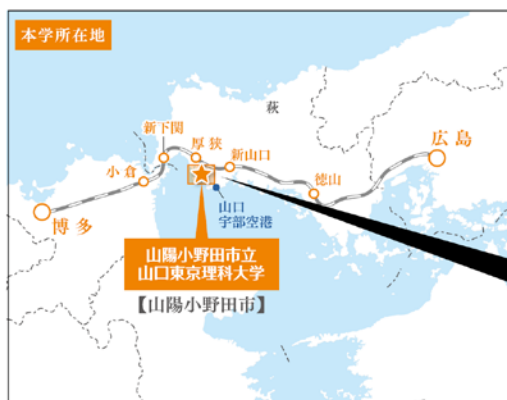 本学所在地
萩
新下関
厚狭
新山口
広島
小倉
徳山
博多
山口
宇部空港
山陽小野田市立
山口東京理科大学
【山陽小野田市】